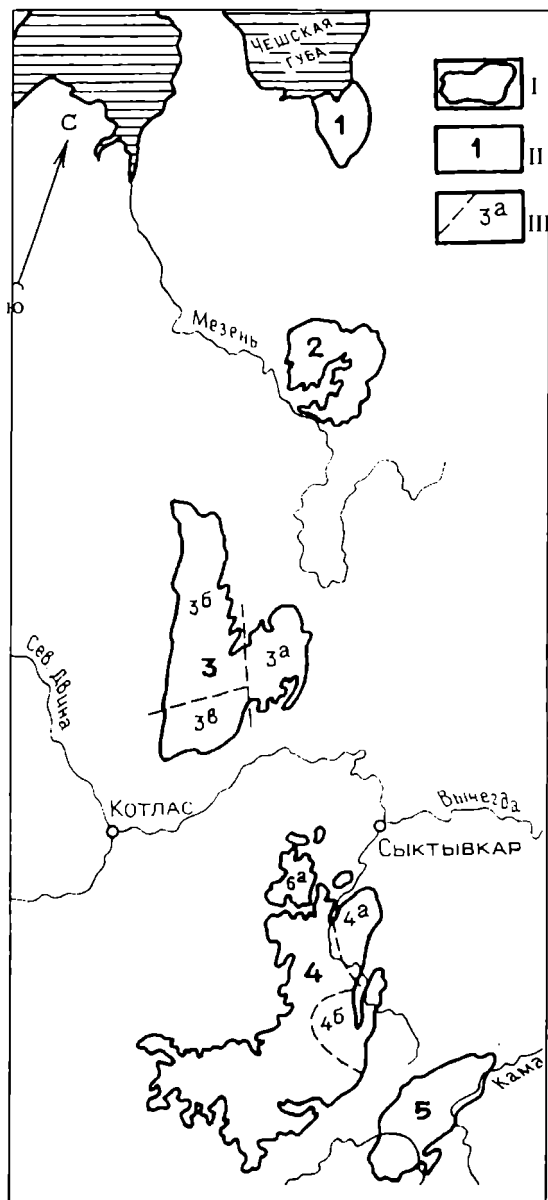 ЧЕШСКАЯ
ГУБА
I
С
1
1
II
3а
III
Ю
Мезень
2
3б
3
3а
3в
Сев. Двина
КОТЛАС
Вычегда
СЫКТЫВКАР
6а
4а
4
4б
Кама
5